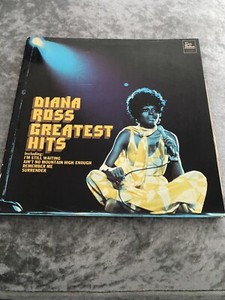 DIANA
ROSS
GREATEST
HITS
Including:
I'M STILL WAITING
AIN'T NO MOUNTAIN HIGH ENOUGH
REMEMBER ME
SURRENDER